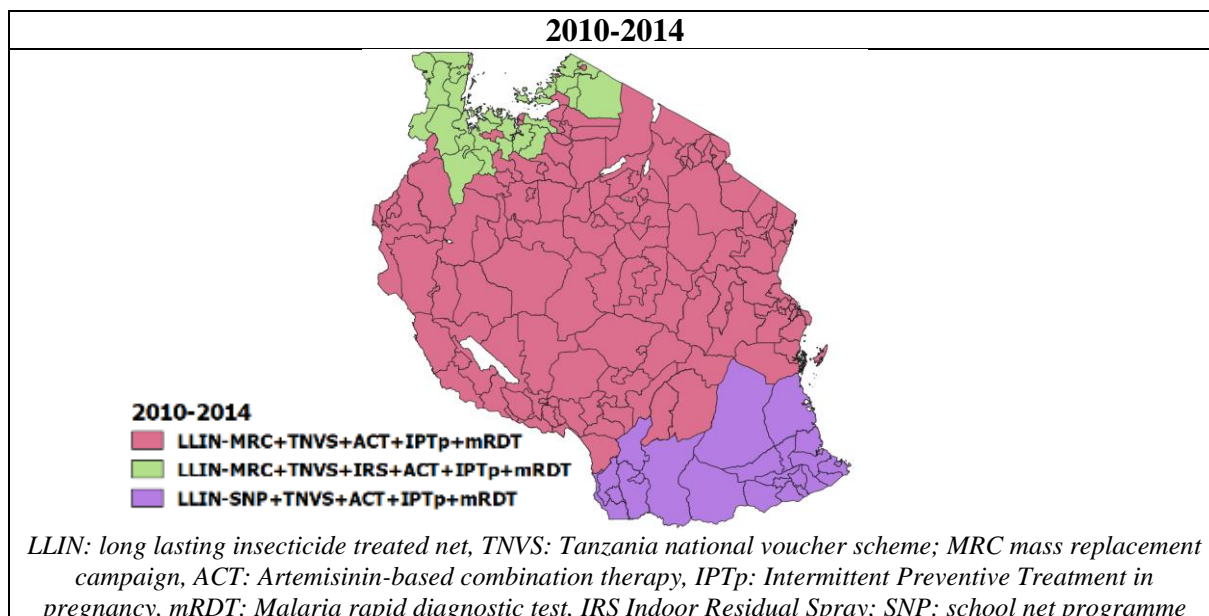 2010-2014
2010-2014
LLIN-MRC+TNVS+ACT+IPTp+mRDT
LLIN-MRC+TNVS+IRS+ACT+IPTp+mRDT
LLIN-SNP+TNVS+ACT+IPTp+mRDT
LLIN: long lasting insecticide treated net, TNVS: Tanzania national voucher scheme; MRC mass replacement
campaign, ACT: Artemisinin-based combination therapy, IPTp: Intermittent Preventive Treatment in
pregnancy, mRDT: Malaria rapid diagnostic test, IRS Indoor Residual Spray; SNP: school net programme